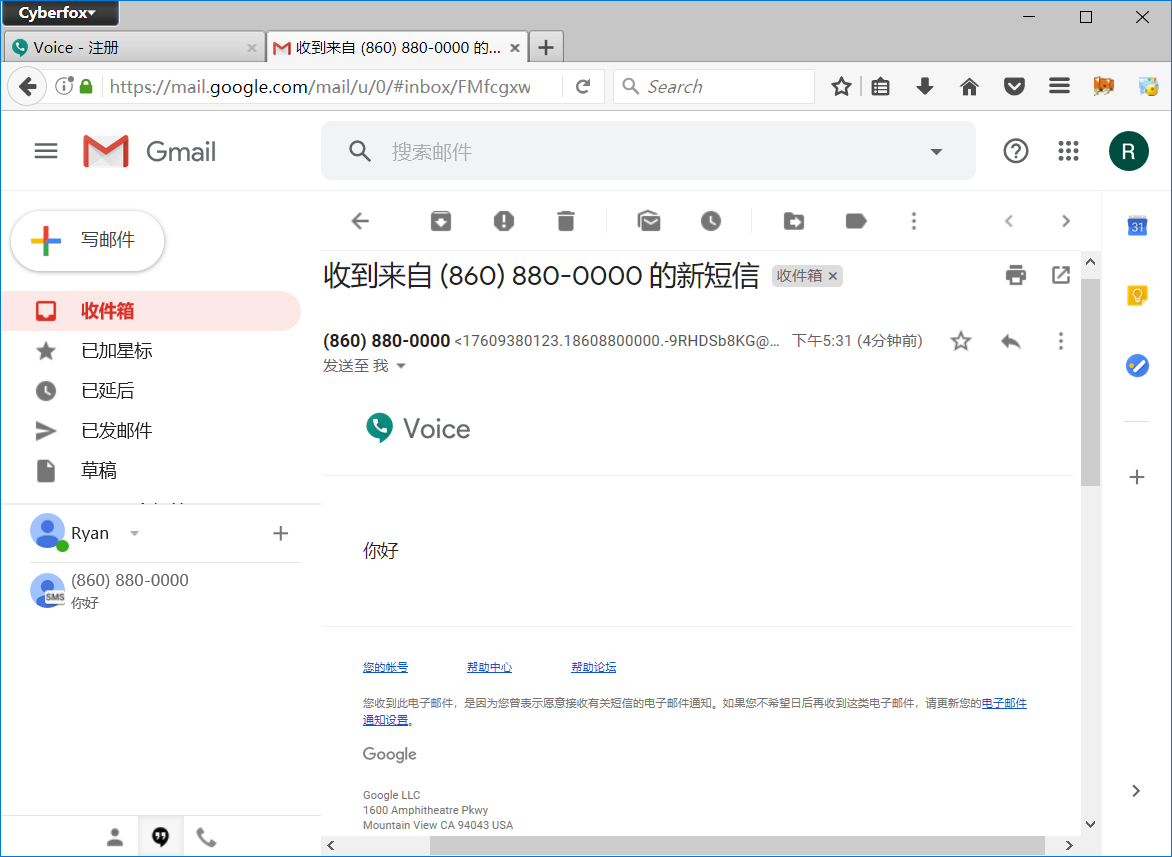 Cyberfox
Voice - 注册
收到来自 (860) 880-0000 的...
https://mail.google.com/mail/u/0/#inbox/FMfcgxw
Search
Gmail
搜索邮件
R
写邮件
31
收到来自 (860) 880-0000 的新短信
收件箱 ×
收件箱
(860) 880-0000 <17609380123.18608800000.-9RHDSb8KG@... 下午5:31 (4分钟前)
已加星标
发送至 我
已延后
Voice
已发邮件
草稿
Ryan
你好
(860) 880-0000
SMS
你好
您的帐号
帮助中心
帮助论坛
您收到此电子邮件，是因为您曾表示愿意接收有关短信的电子邮件通知。如果您不希望日后再收到这类电子邮件，请更新您的电子邮件
通知设置。
Google
Google LLC
1600 Amphitheatre Pkwy
Mountain View CA 94043 USA